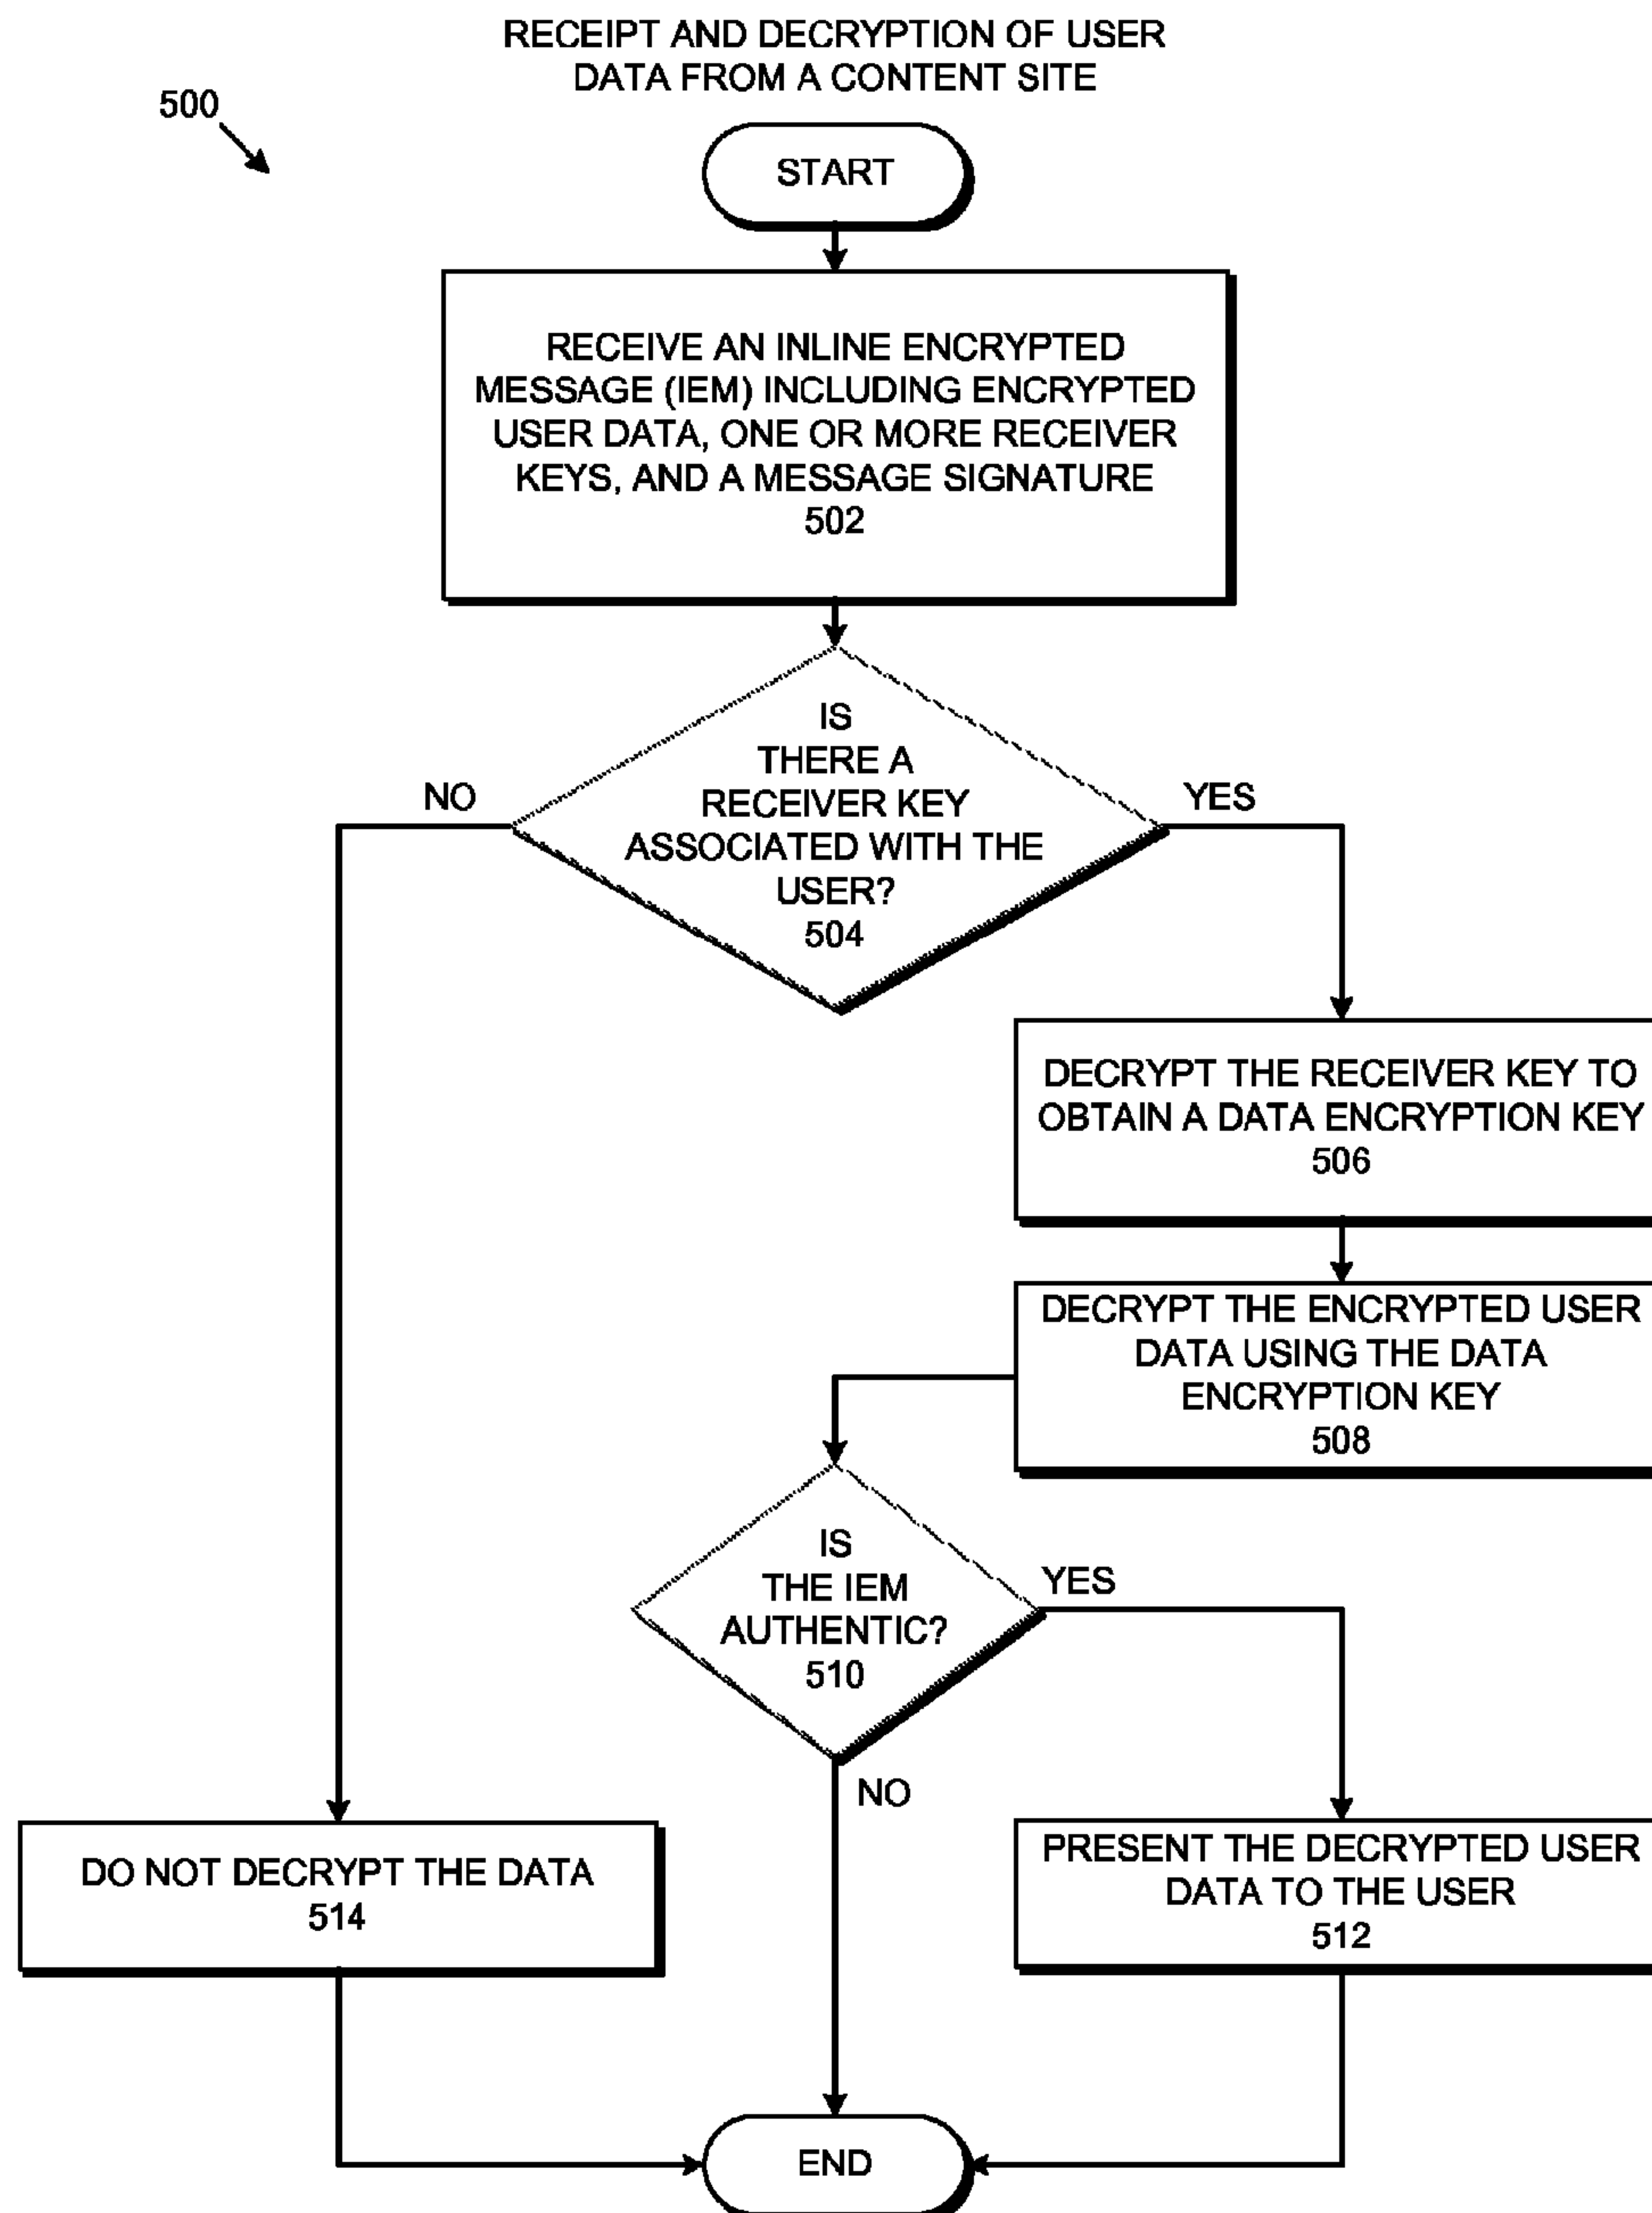 RECEIPT AND DECRYPTION OF USER
DATA FROM A CONTENT SITE
500
START
RECEIVE AN INLINE ENCRYPTED
MESSAGE (IEM) INCLUDING ENCRYPTED
USER DATA, ONE OR MORE RECEIVER
KEYS, AND A MESSAGE SIGNATURE
502
IS
THERE A
RECEIVER KEY
ASSOCIATED WITH THE
USER?
504
NO
YES
DECRYPT THE RECEIVER KEY TO
OBTAIN A DATA ENCRYPTION KEY
506
DECRYPT THE ENCRYPTED USER
DATA USING THE DATA
ENCRYPTION KEY
508
IS
THE IEM
AUTHENTIC?
510
YES
NO
DO NOT DECRYPT THE DATA
514
PRESENT THE DECRYPTED USER
DATA TO THE USER
512
END